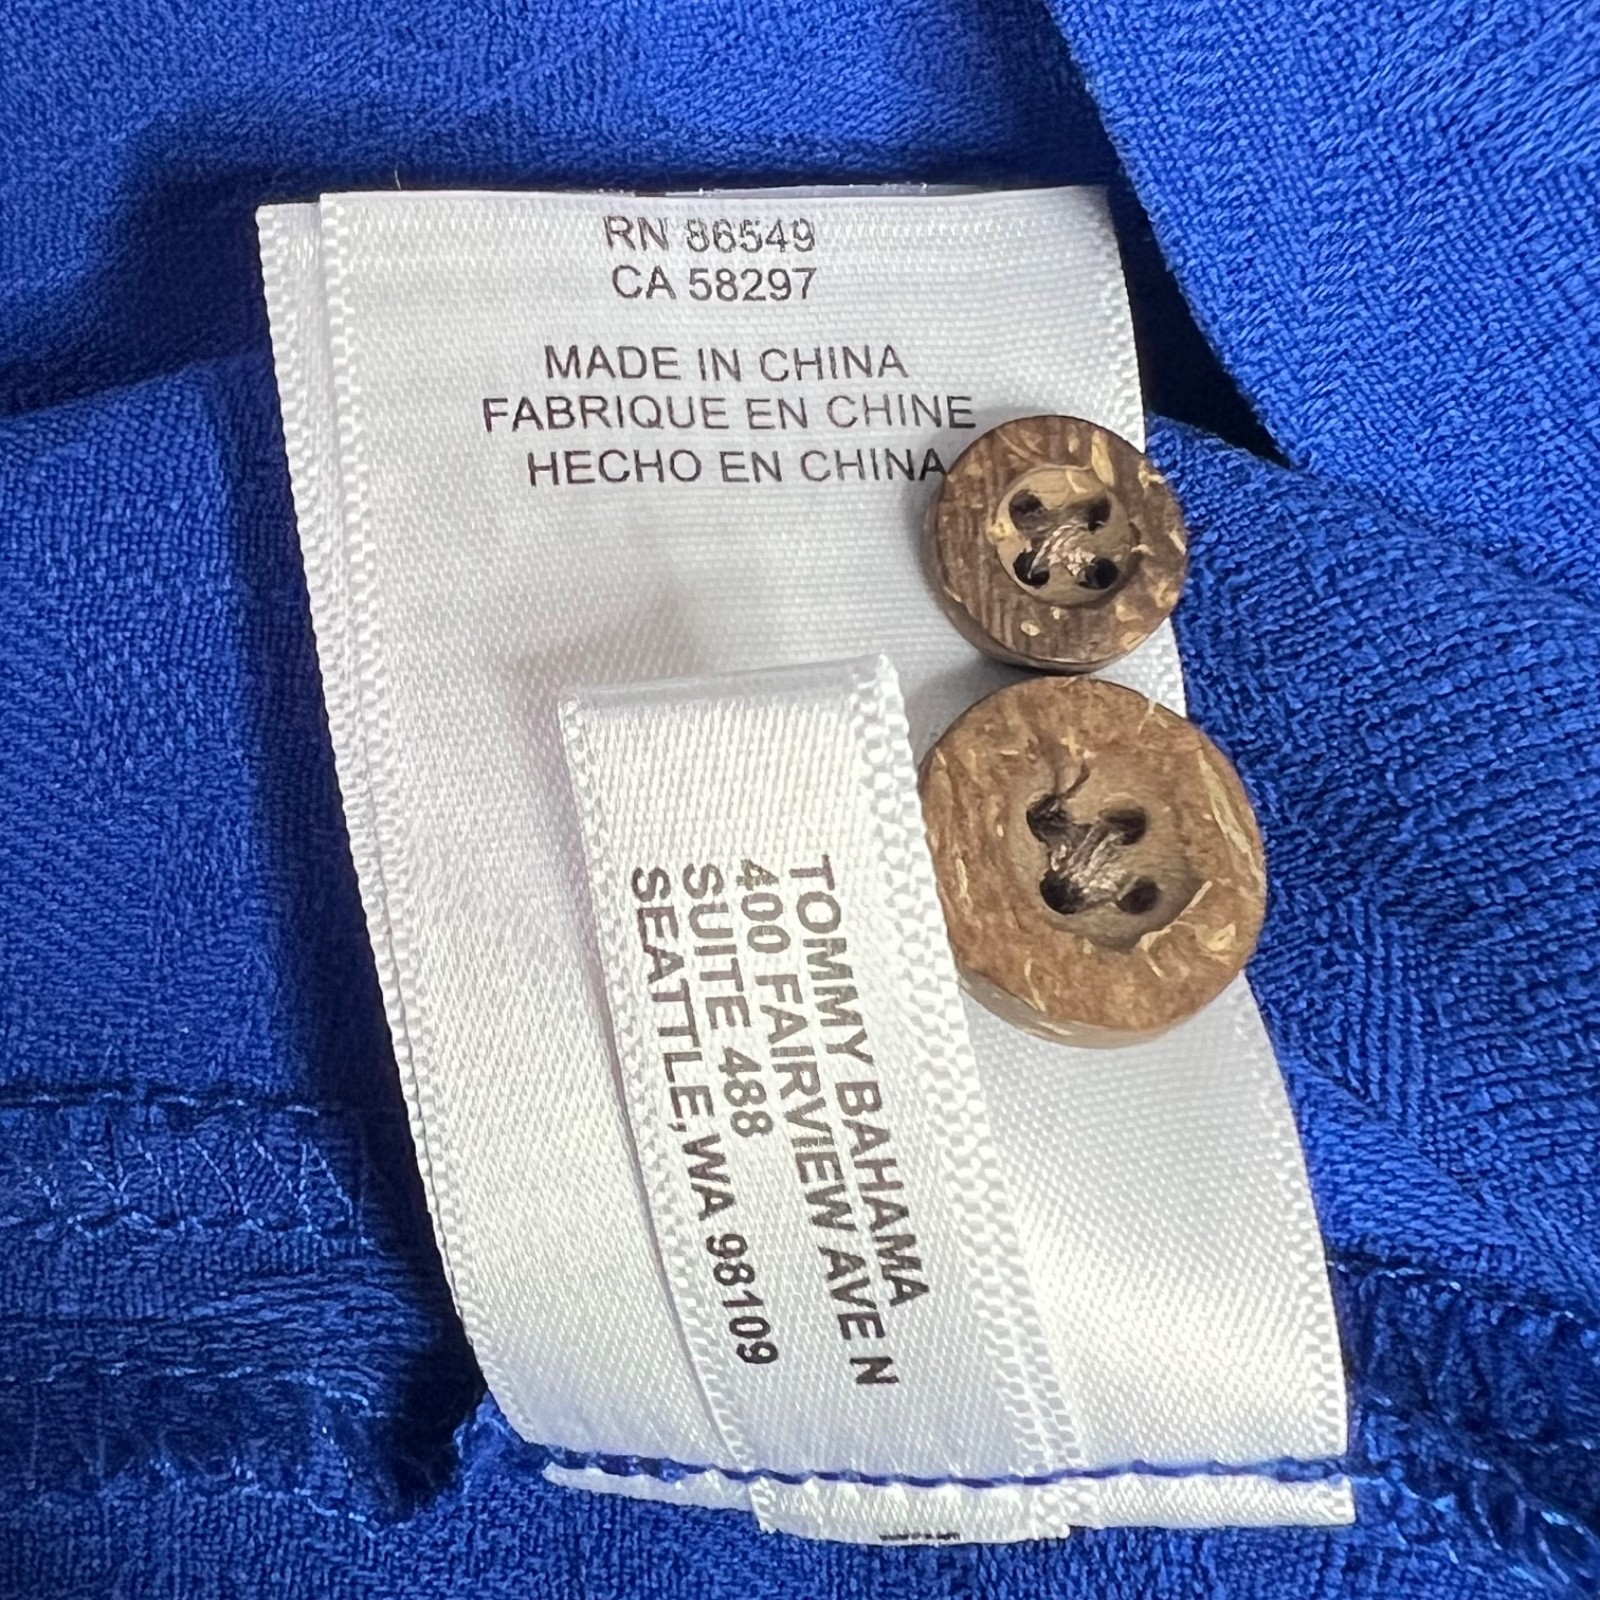 RN 86549
CA 58297
MADE IN CHINA
FABRIQUE EN CHINE
HECHO EN CHINA
TOMMY BAHAMA
400 FAIRVIEW AVE N
SUITE 488
SEATTLE, WA 98109